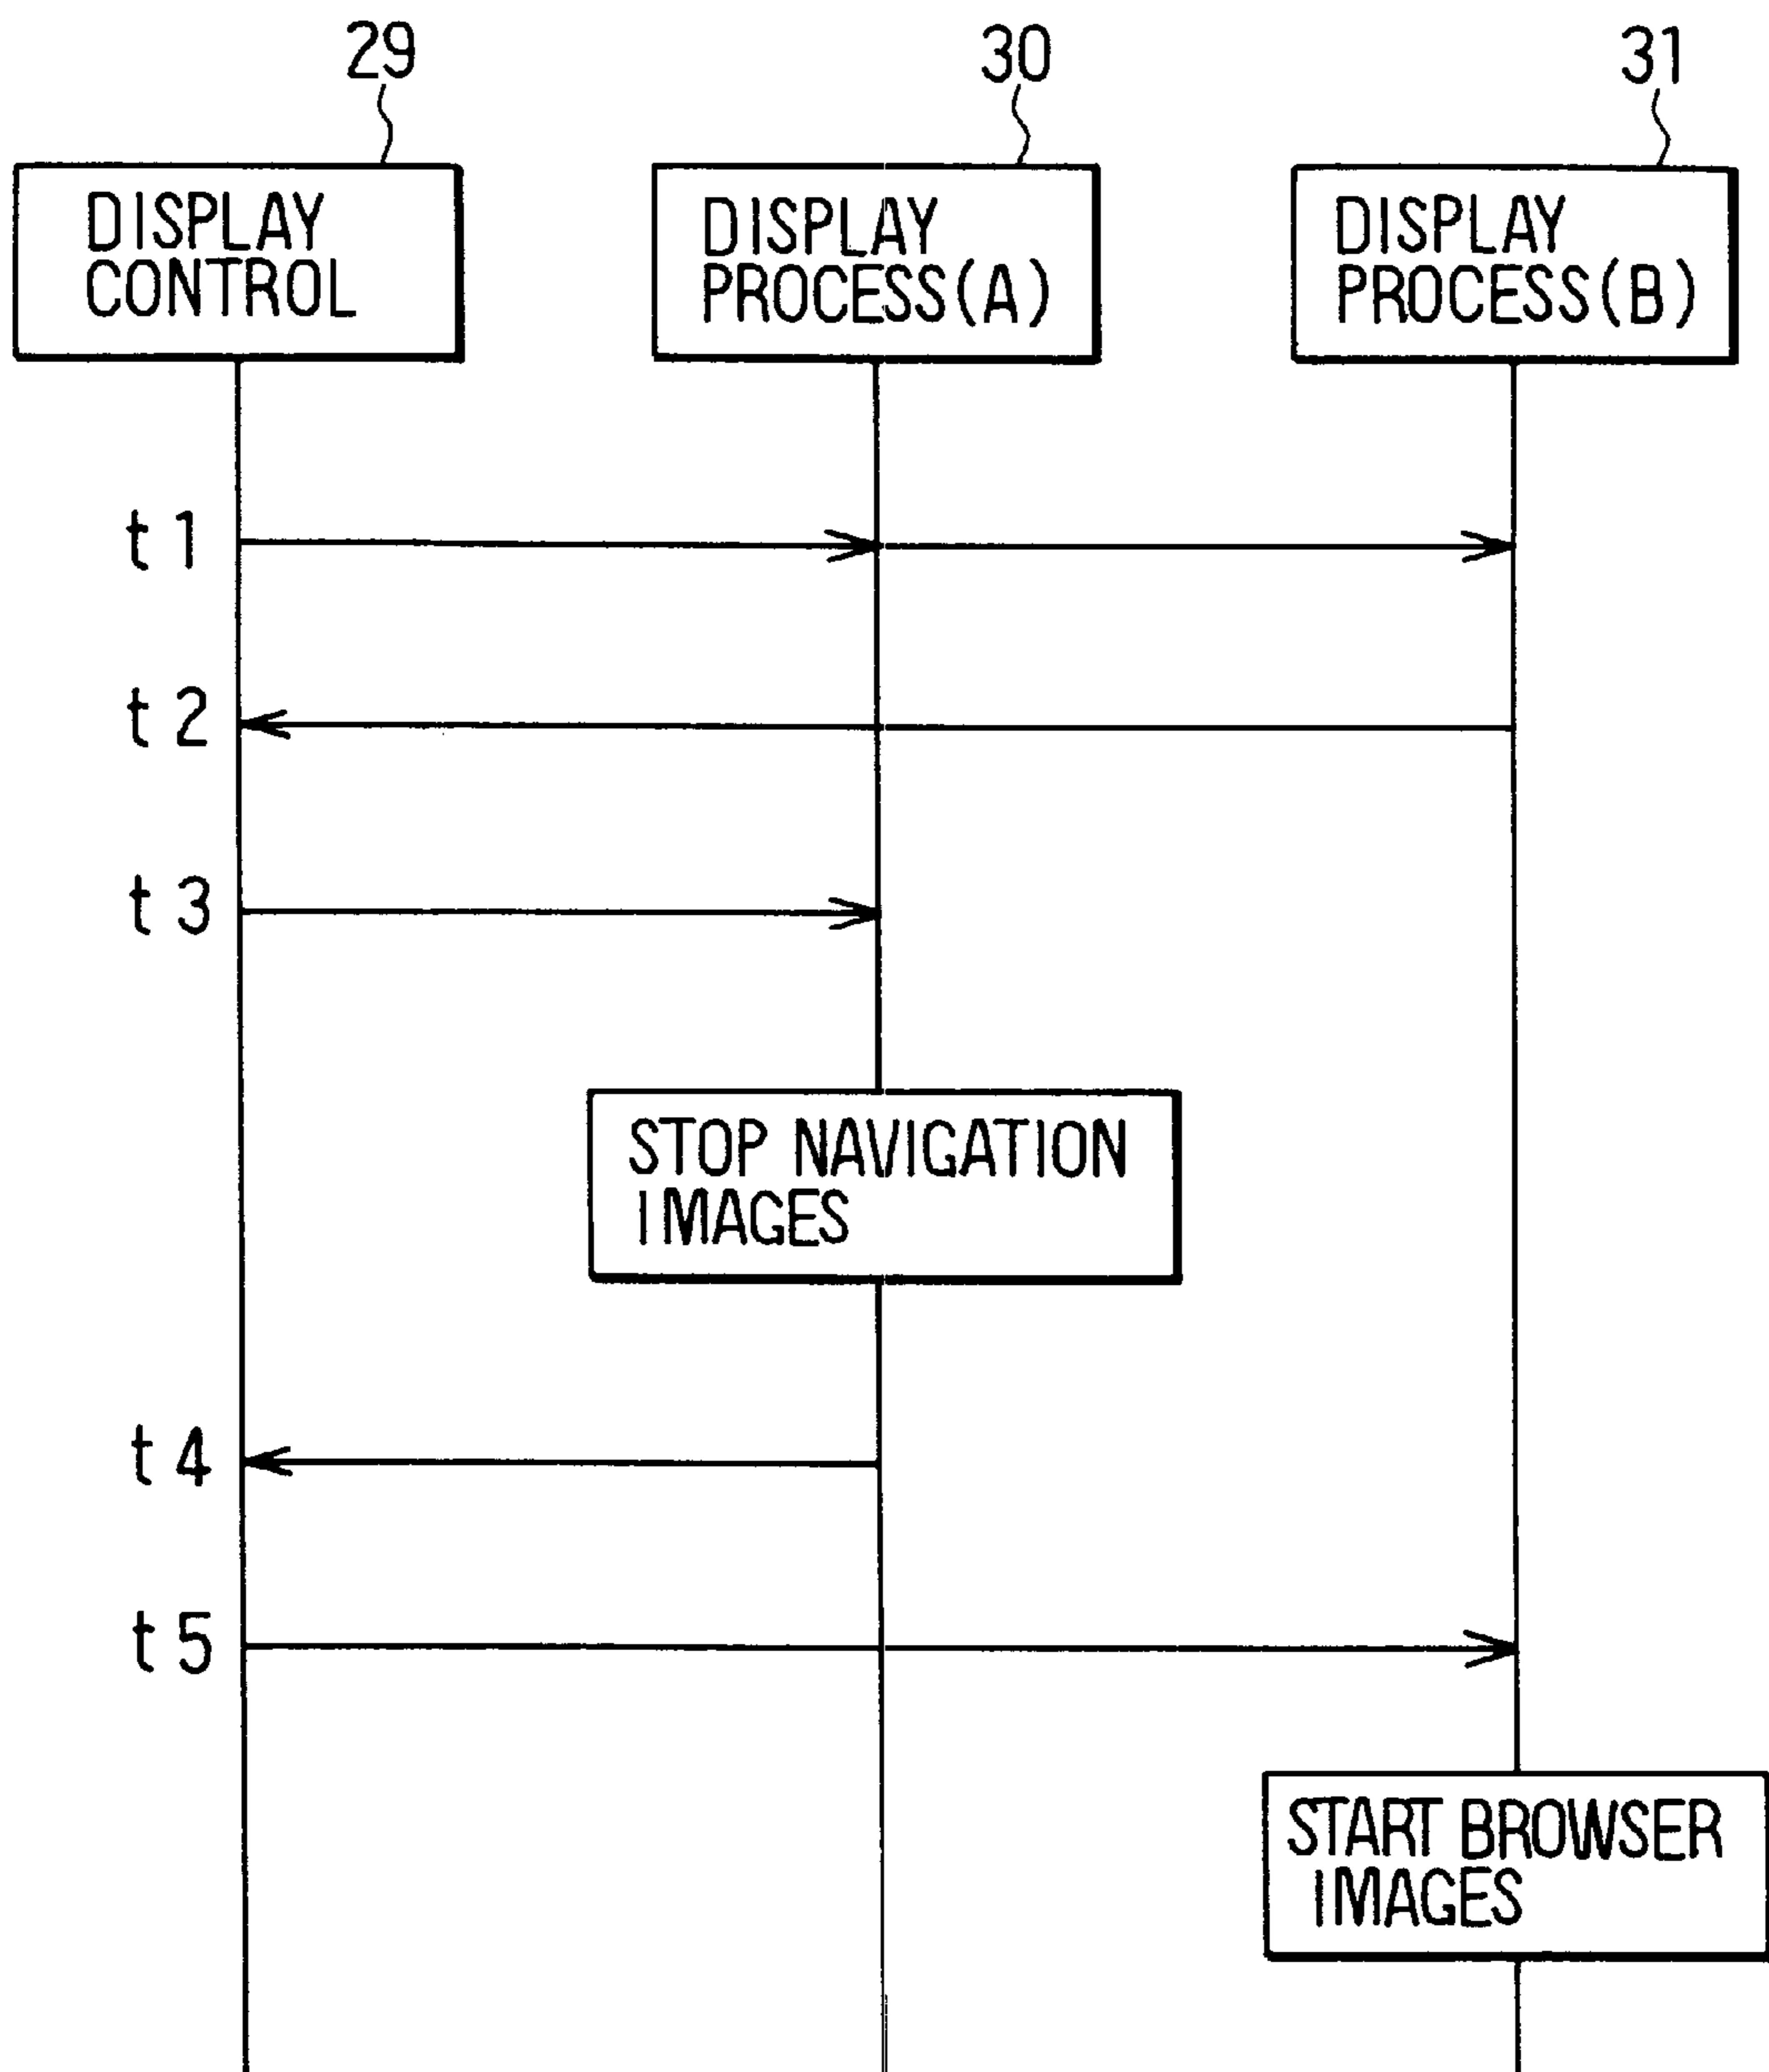 29
30
31
DISPLAY
CONTROL
DISPLAY
PROCESS(A)
DISPLAY
PROCESS(B)
t1
t2
t3
STOP NAVIGATION
IMAGES
t4
t5
START BROWSER
IMAGES